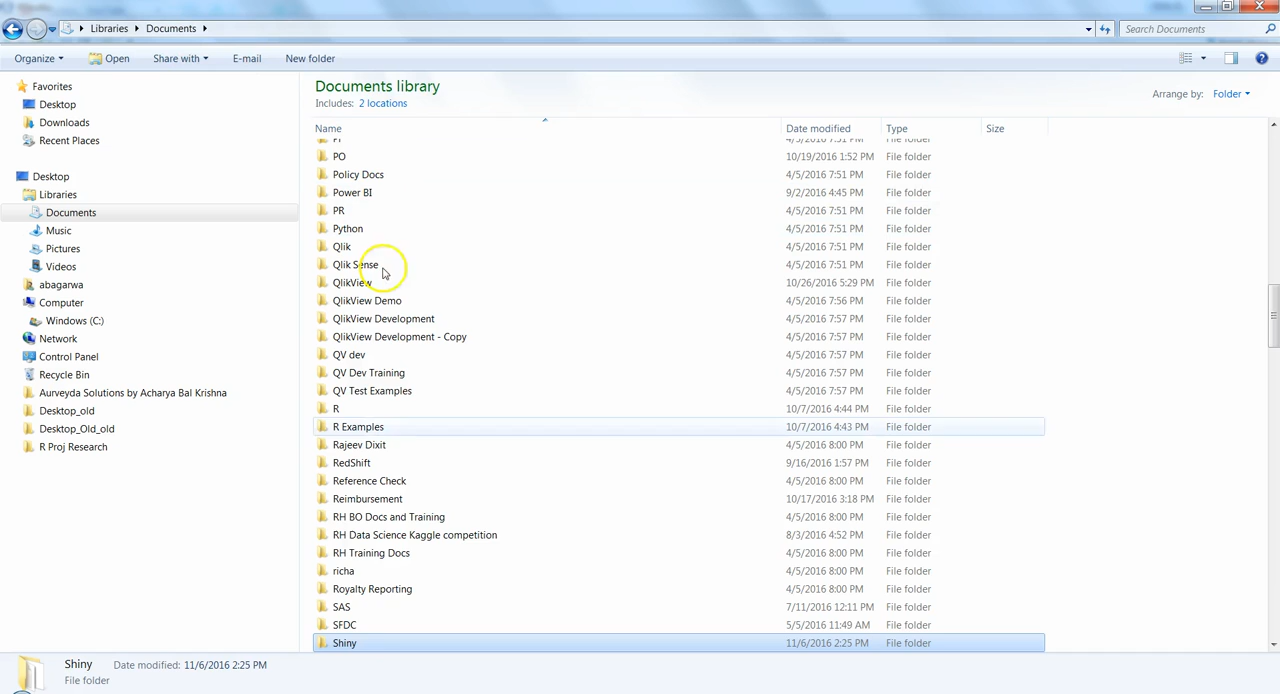 Libraries Documents
Search Documents
Organize Open Share with E-mail New folder
Favorites
Desktop
Downloads
Recent Places
Desktop
Libraries
Documents
Music
Pictures
Videos
abagarwa
Computer
Windows (C:)
Network
Control Panel
Recycle Bin
Aurveyda Solutions by Acharya Bal Krishna
Desktop_old
Desktop_Old_old
R Proj Research
Documents library
Includes: 2 locations
Arrange by: Folder
Name Date modified Type Size
4/5/2016 7:51 PM File folder
PO 10/19/2016 1:52 PM File folder
Policy Docs 4/5/2016 7:51 PM File folder
Power BI 9/2/2016 4:45 PM File folder
PR 4/5/2016 7:51 PM File folder
Python 4/5/2016 7:51 PM File folder
Qlik 4/5/2016 7:51 PM File folder
Qlik Sense 4/5/2016 7:51 PM File folder
QlikView 10/26/2016 5:29 PM File folder
QlikView Demo 4/5/2016 7:56 PM File folder
QlikView Development 4/5/2016 7:57 PM File folder
QlikView Development - Copy 4/5/2016 7:57 PM File folder
QV dev 4/5/2016 7:57 PM File folder
QV Dev Training 4/5/2016 7:57 PM File folder
QV Test Examples 4/5/2016 7:57 PM File folder
R 10/7/2016 4:44 PM File folder
R Examples 10/7/2016 4:43 PM File folder
Rajeev Dixit 4/5/2016 8:00 PM File folder
RedShift 9/16/2016 1:57 PM File folder
Reference Check 4/5/2016 8:00 PM File folder
Reimbursement 10/17/2016 3:18 PM File folder
RH BO Docs and Training 4/5/2016 8:00 PM File folder
RH Data Science Kaggle competition 8/3/2016 4:52 PM File folder
RH Training Docs 4/5/2016 8:00 PM File folder
richa 4/5/2016 8:00 PM File folder
Royalty Reporting 4/5/2016 8:00 PM File folder
SAS 7/11/2016 12:11 PM File folder
SFDC 5/5/2016 11:49 AM File folder
Shiny 11/6/2016 2:25 PM File folder
Shiny Date modified: 11/6/2016 2:25 PM
File folder